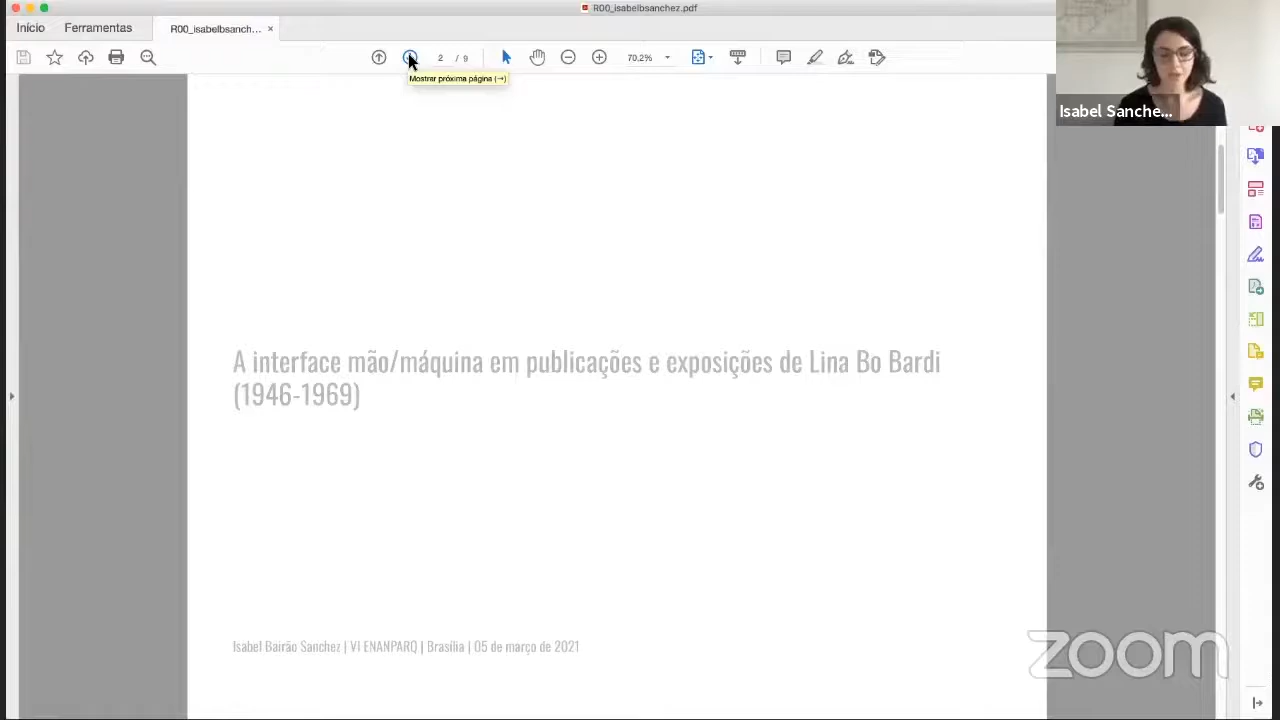 R00_isabelbsanchez.pdf
Início
Ferramentas
R00_isabelbsanch...
×
2 / 9
70.2%
Mostrar próxima página (→)
Isabel Sanche...
A interface mão/máquina em publicações e exposições de Lina Bo Bardi
(1946-1969)
Isabel Bairão Sanchez | VI ENANPARQ | Brasília | 05 de março de 2021
zoom